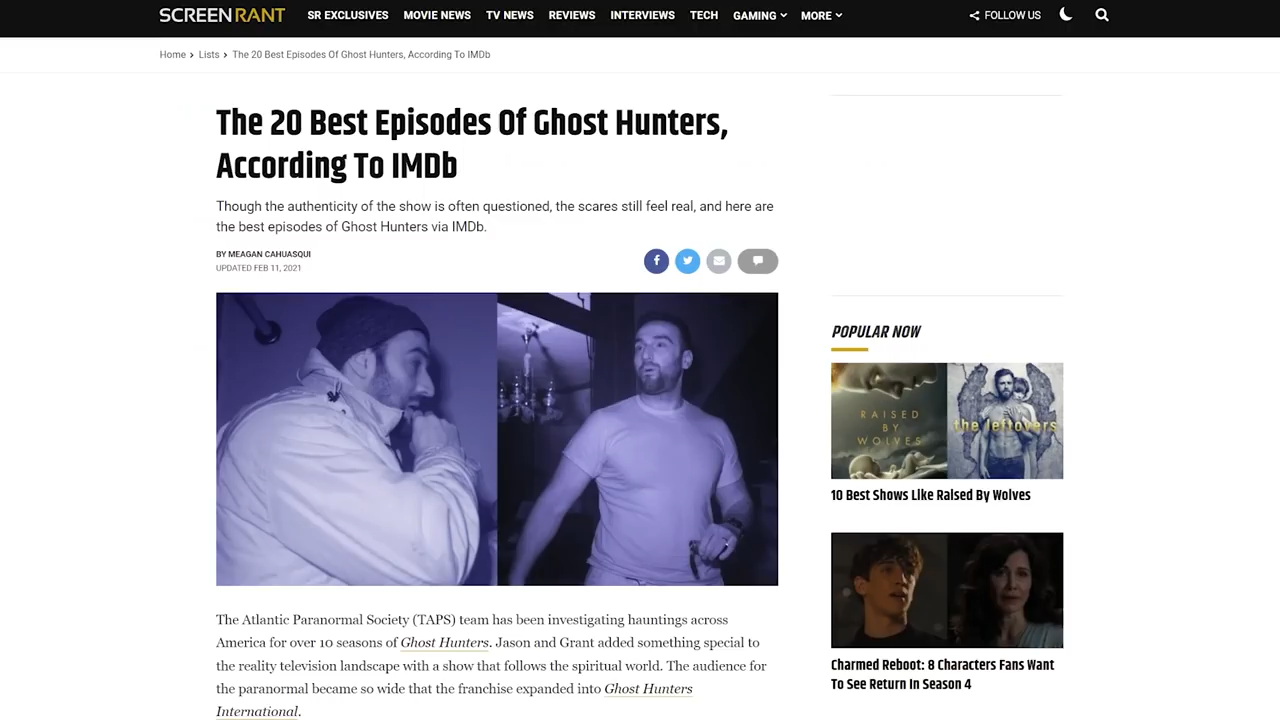 SCREENRANT
SR EXCLUSIVES
MOVIE NEWS
TV NEWS
REVIEWS
INTERVIEWS
TECH
GAMING
MORE
FOLLOW US
Home > Lists > The 20 Best Episodes Of Ghost Hunters, According To IMDb
The 20 Best Episodes Of Ghost Hunters,
According To IMDb
Though the authenticity of the show is often questioned, the scares still feel real, and here are
the best episodes of Ghost Hunters via IMDb.
BY MEAGAN CAHUASQUI
UPDATED FEB 11, 2021
The Atlantic Paranormal Society (TAPS) team has been investigating hauntings across
America for over 10 seasons of Ghost Hunters. Jason and Grant added something special to
the reality television landscape with a show that follows the spiritual world. The audience for
the paranormal became so wide that the franchise expanded into Ghost Hunters
International.
POPULAR NOW
RAISED
BY
WOLVES
the leftovers
10 Best Shows Like Raised By Wolves
Charmed Reboot: 8 Characters Fans Want
To See Return In Season 4